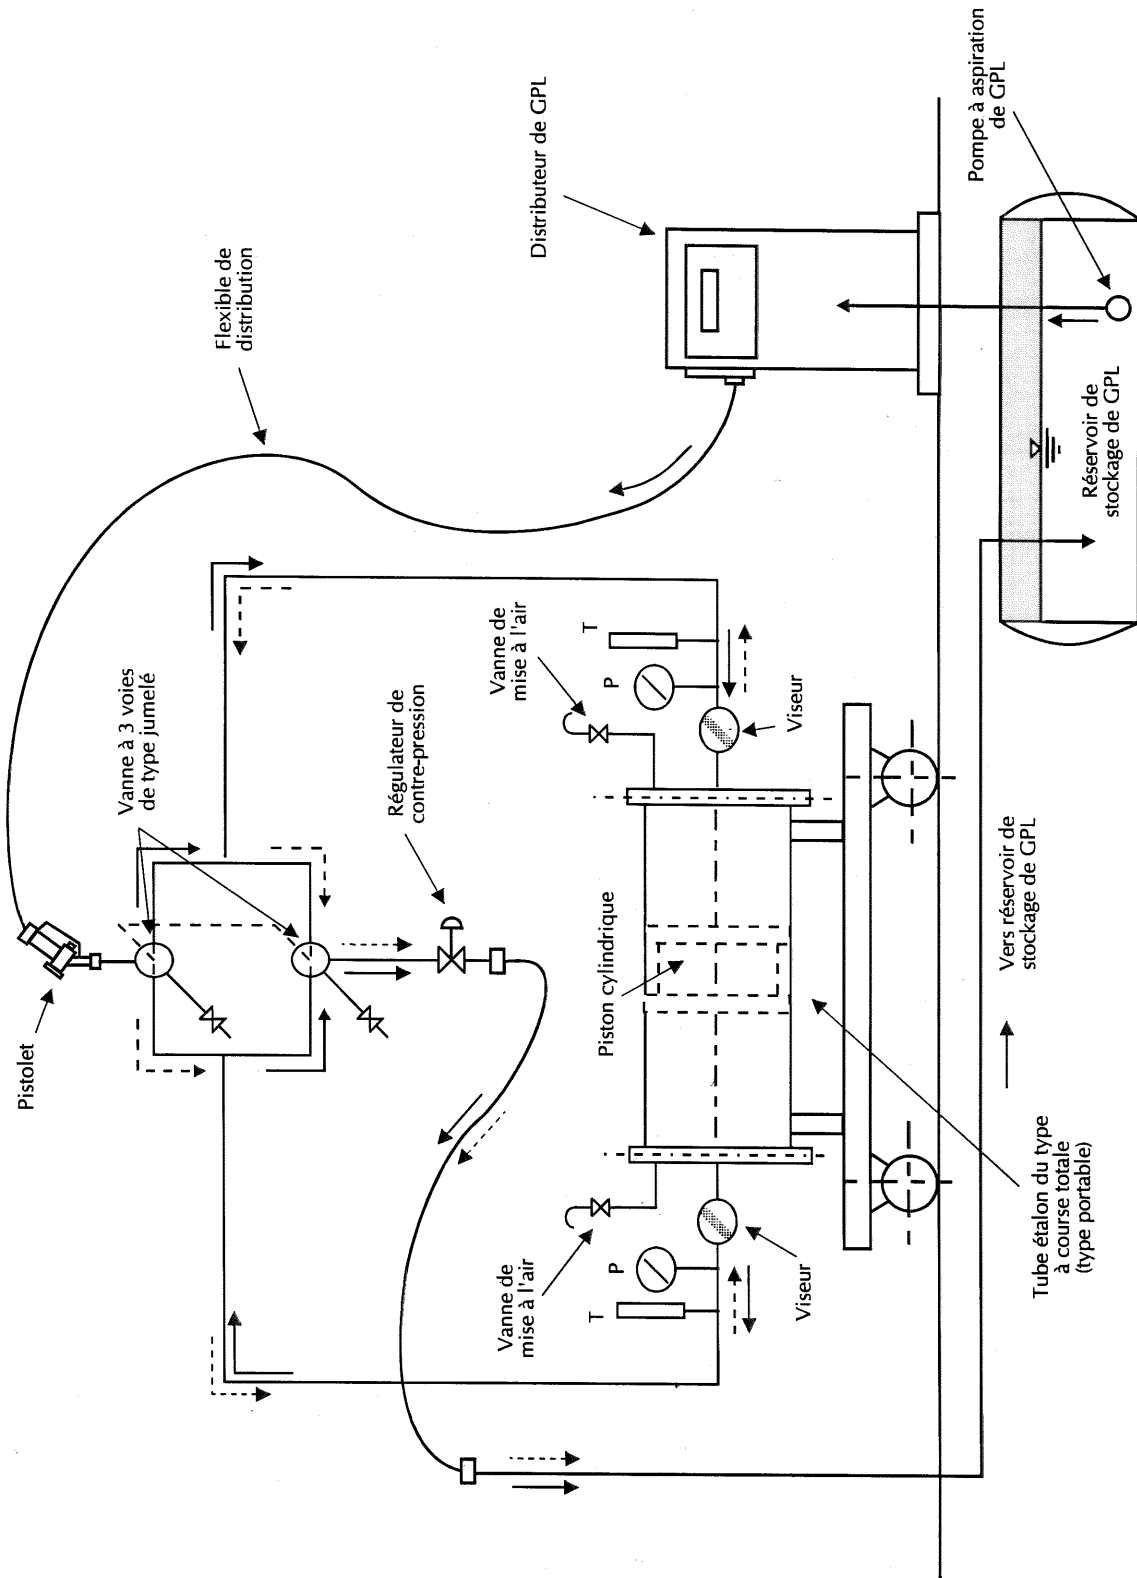 Pistolet
Vanne à 3 voies
de type jumelé
Flexible de
distribution
Distributeur de GPL
Régulateur de
contre-pression
Vanne de
mise à l'air
Vanne de
mise à l'air
T
P
P
T
Viseur
Viseur
Piston cylindrique
Pompe à aspiration
de GPL
Réservoir de
stockage de GPL
Vers réservoir de
stockage de GPL
Tube étalon du type
à course totale
(type portable)